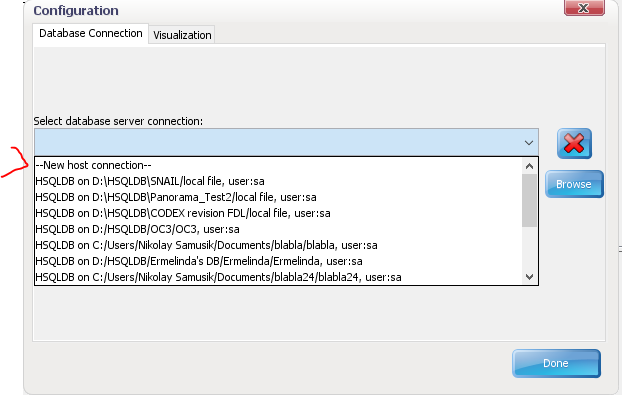 Configuration
Database Connection
Visualization
Select database server connection:
--New host connection--
HSQLDB on D:\HSQLDB\SNAIL/local file, user:sa
HSQLDB on D:\HSQLDB\Panorama_Test2/local file, user:sa
HSQLDB on D:\HSQLDB\CODEX revision FDL/local file, user:sa
HSQLDB on D:/HSQLDB/OC3/OC3, user:sa
HSQLDB on C:/Users/Nikolay Samusik/Documents/blabla/blabla, user:sa
HSQLDB on D:/HSQLDB/Ermelinda's DB/Ermelinda/Ermelinda, user:sa
HSQLDB on C:/Users/Nikolay Samusik/Documents/blabla24/blabla24, user:sa
Browse
Done